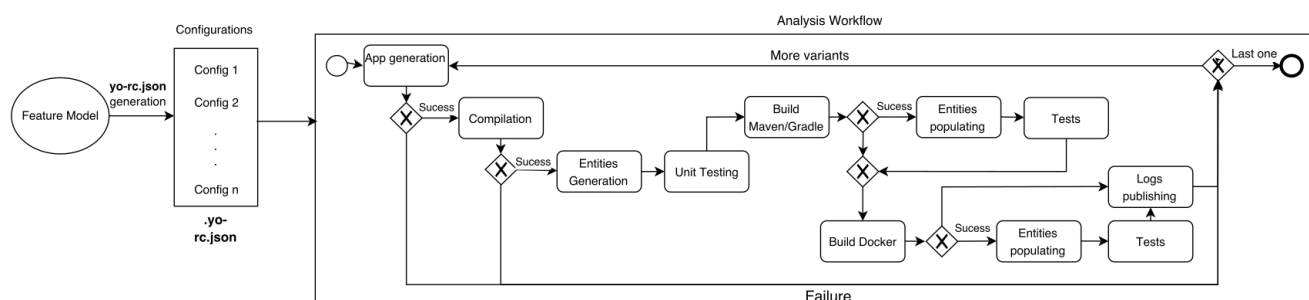 Analysis Workflow
Configurations
Feature Model
yo-rc.json
generation
Config 1
Config 2
.
.
.
Config n
.yo-
rc.json
App generation
More variants
Last one
X
Sucess
X
Compilation
Sucess
X
Entities
Generation
Unit Testing
Build
Maven/Gradle
X
Sucess
Entities
populating
Tests
X
Build Docker
X
Sucess
Entities
populating
Tests
Logs
publishing
X
Failure